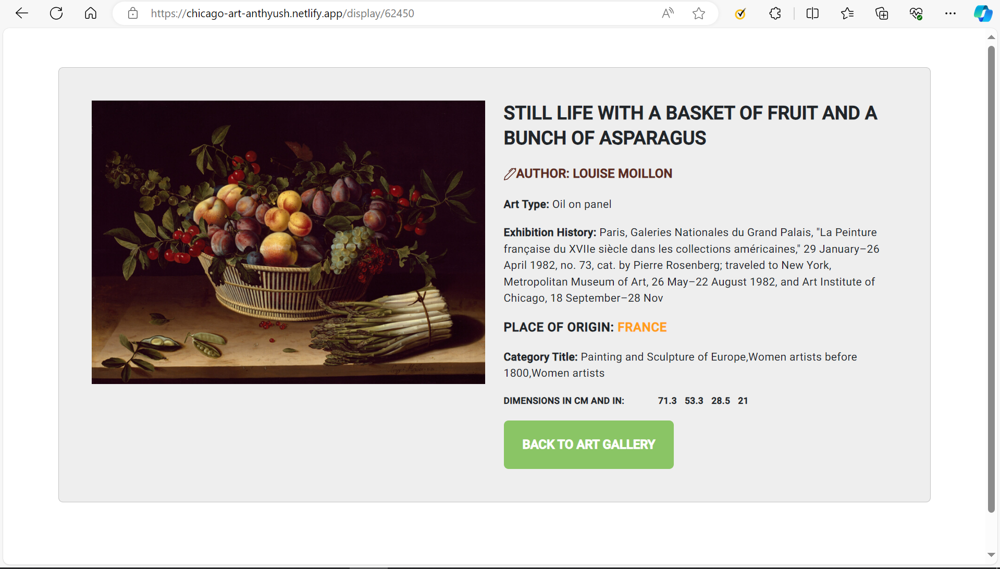 https://chicago-art-anthyush.netlify.app/display/62450
STILL LIFE WITH A BASKET OF FRUIT AND A
BUNCH OF ASPARAGUS
AUTHOR: LOUISE MOILLON
Art Type: Oil on panel
Exhibition History: Paris, Galeries Nationales du Grand Palais, "La Peinture
française du XVIIe siècle dans les collections américaines," 29 January–26
April 1982, no. 73, cat. by Pierre Rosenberg; traveled to New York,
Metropolitan Museum of Art, 26 May–22 August 1982, and Art Institute of
Chicago, 18 September–28 Nov
PLACE OF ORIGIN: FRANCE
Category Title: Painting and Sculpture of Europe,Women artists before
1800,Women artists
DIMENSIONS IN CM AND IN: 71.3 53.3 28.5 21
BACK TO ART GALLERY